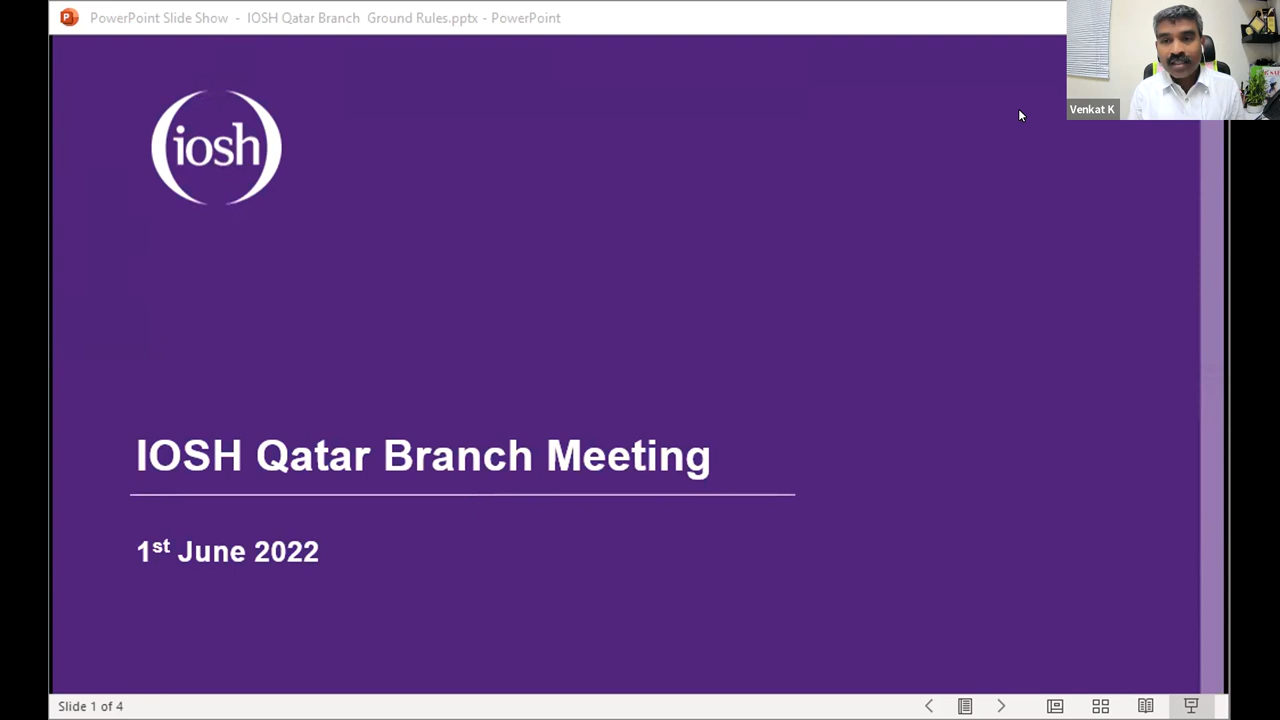 PowerPoint Slide Show - IOSH Qatar Branch Ground Rules.pptx - PowerPoint
Venkat K
iosh
IOSH Qatar Branch Meeting
1st June 2022
Slide 1 of 4